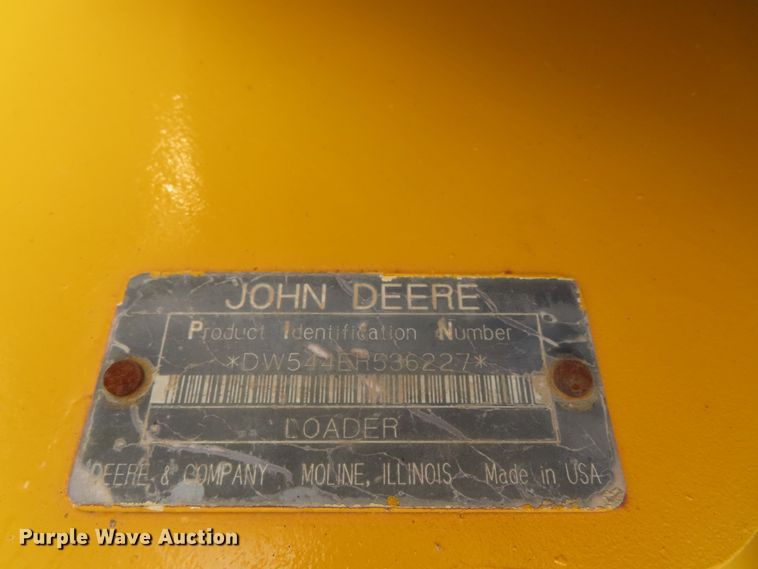 JOHN DEERE
Product Identification Number
*DW544EH536227*
LOADER
DEERE & COMPANY MOLINE, ILLINOIS Made in USA
Purple Wave Auction